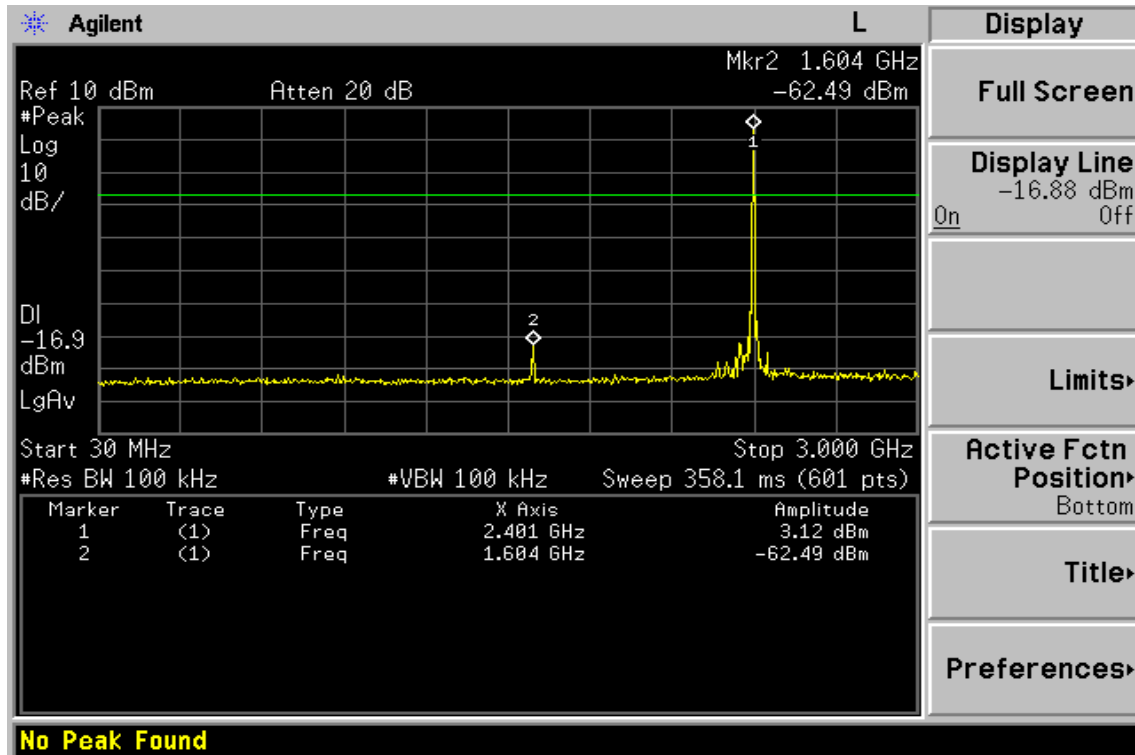 Agilent
L
Display
Mkr2 1.604 GHz
Ref 10 dBm Atten 20 dB -62.49 dBm
#Peak
Log
10
dB/
1
2
DI
-16.9
dBm
LgAv
Start 30 MHz Stop 3.000 GHz
#Res BW 100 kHz #VBW 100 kHz Sweep 358.1 ms (601 pts)
Marker Trace Type X Axis Amplitude
1 (1) Freq 2.401 GHz 3.12 dBm
2 (1) Freq 1.604 GHz -62.49 dBm
Full Screen
Display Line
-16.88 dBm
On Off
Limits
Active Fctn
Position
Bottom
Title
Preferences
No Peak Found